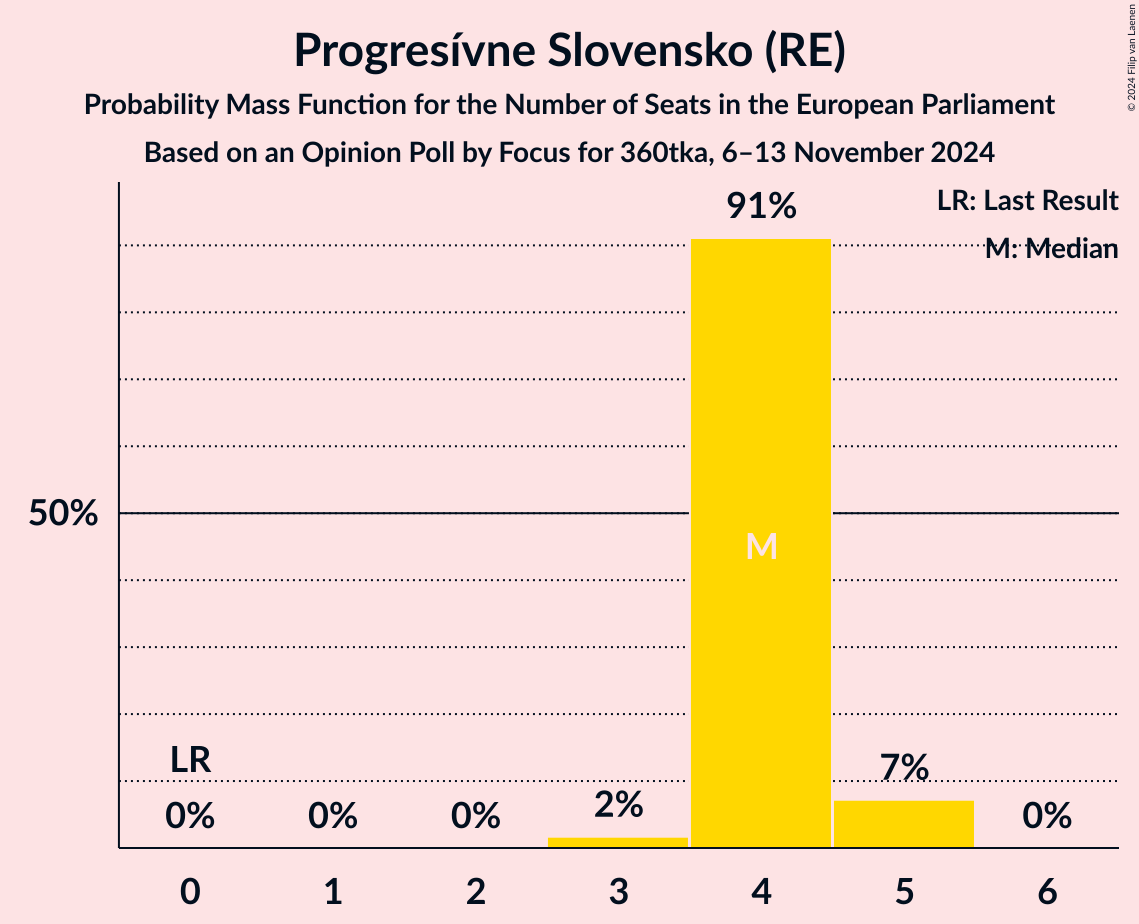 Progresívne Slovensko (RE)
Probability Mass Function for the Number of Seats in the European Parliament
Based on an Opinion Poll by Focus for 360tka, 6–13 November 2024
© 2024 Filip van Laenen
LR: Last Result
M: Median
91%
50%
M
LR
7%
2%
0%
0%
0%
0%
0
1
2
3
4
5
6